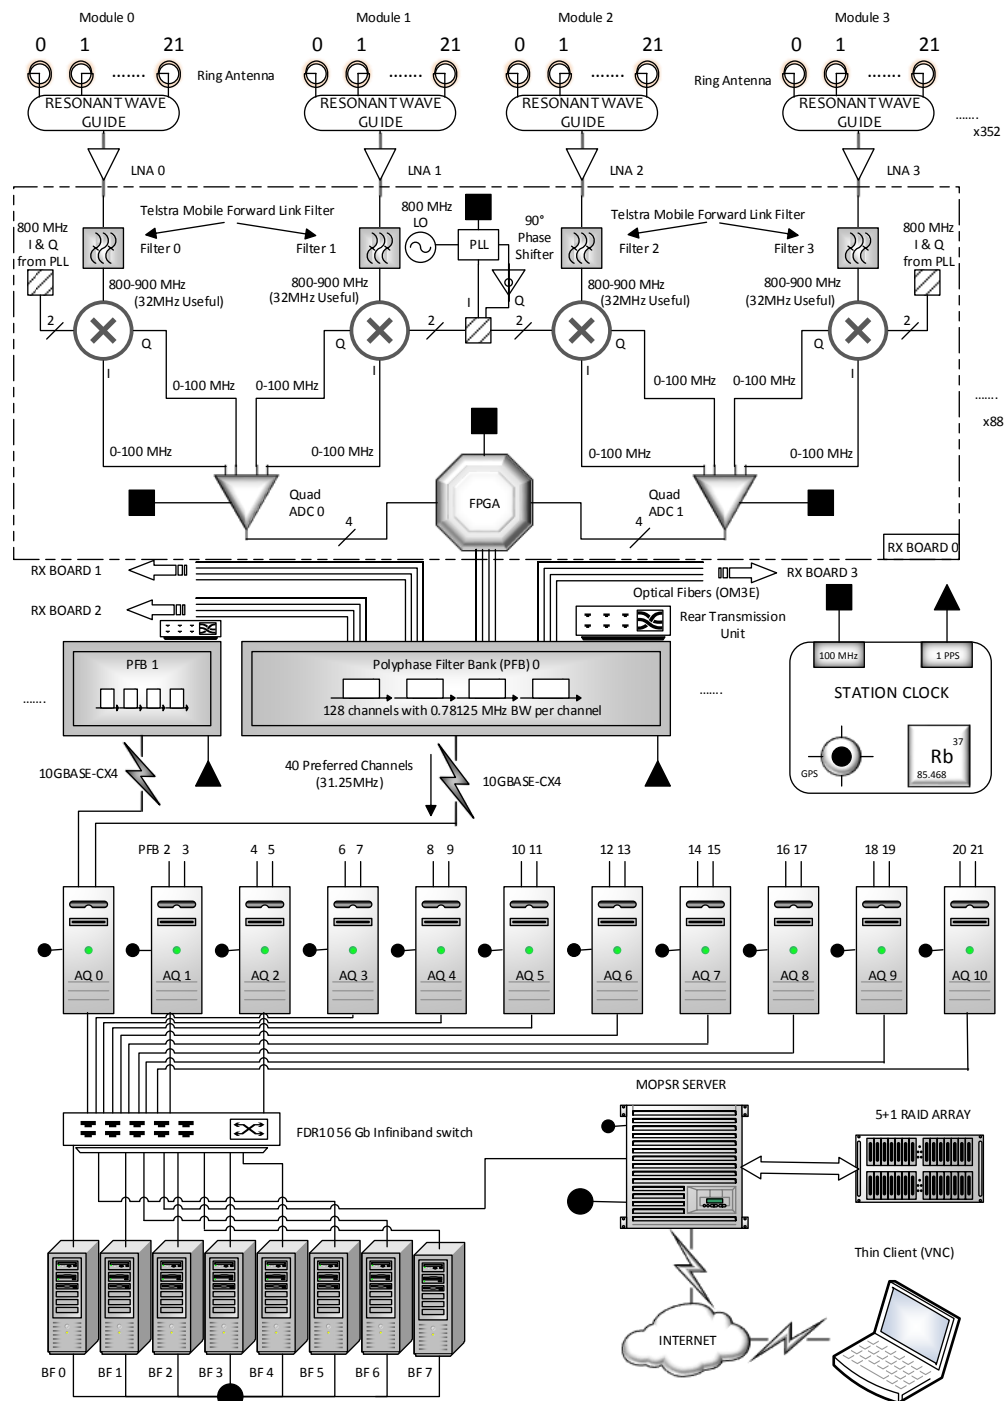 Module 0
Module 1
Module 2
Module 3
0 1 21
0 1 21
0 1 21
0 1 21
.......
.......
.......
.......
Ring Antenna
Ring Antenna
RESONANT WAVE
GUIDE
RESONANT WAVE
GUIDE
RESONANT WAVE
GUIDE
RESONANT WAVE
GUIDE
.......
x352
LNA 0
LNA 1
LNA 2
LNA 3
800 MHz
I & Q
from PLL
Telstra Mobile Forward Link Filter
Filter 0
Filter 1
800 MHz
LO
PLL
90°
Phase
Shifter
Telstra Mobile Forward Link Filter
Filter 2
Filter 3
800 MHz
I & Q
from PLL
800-900 MHz
(32MHz Useful)
800-900 MHz
(32MHz Useful)
I
Q
800-900 MHz
(32MHz Useful)
800-900 MHz
(32MHz Useful)
2
2
2
2
Q
Q
Q
Q
I
I
I
I
0-100 MHz
0-100 MHz
0-100 MHz
0-100 MHz
.......
x88
0-100 MHz
0-100 MHz
0-100 MHz
0-100 MHz
Quad
ADC 0
FPGA
Quad
ADC 1
4
4
RX BOARD 0
RX BOARD 1
RX BOARD 3
Optical Fibers (OM3E)
RX BOARD 2
Rear Transmission
Unit
PFB 1
Polyphase Filter Bank (PFB) 0
128 channels with 0.78125 MHz BW per channel
.......
.......
100 MHz
1 PPS
STATION CLOCK
GPS
37
Rb
85.468
10GBASE-CX4
40 Preferred Channels
(31.25MHz)
10GBASE-CX4
PFB 2 3
4 5
6 7
8 9
10 11
12 13
14 15
16 17
18 19
20 21
AQ 0
AQ 1
AQ 2
AQ 3
AQ 4
AQ 5
AQ 6
AQ 7
AQ 8
AQ 9
AQ 10
MOPSR SERVER
5+1 RAID ARRAY
FDR10 56 Gb Infiniband switch
Thin Client (VNC)
INTERNET
BF 0
BF 1
BF 2
BF 3
BF 4
BF 5
BF 6
BF 7